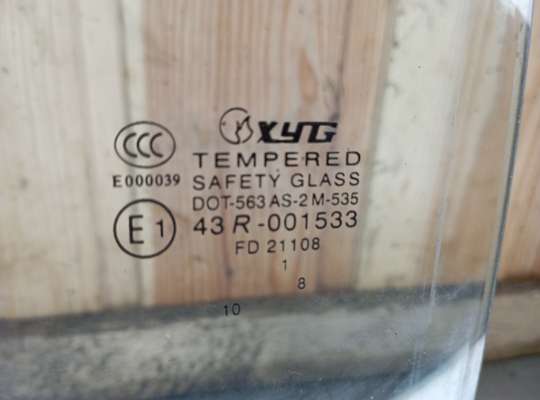 XYG
CCC
TEMPERED
E000039
SAFETY GLASS
DOT-563 AS-2 M-535
E 1
43 R -001533
FD 21108
1
8
10